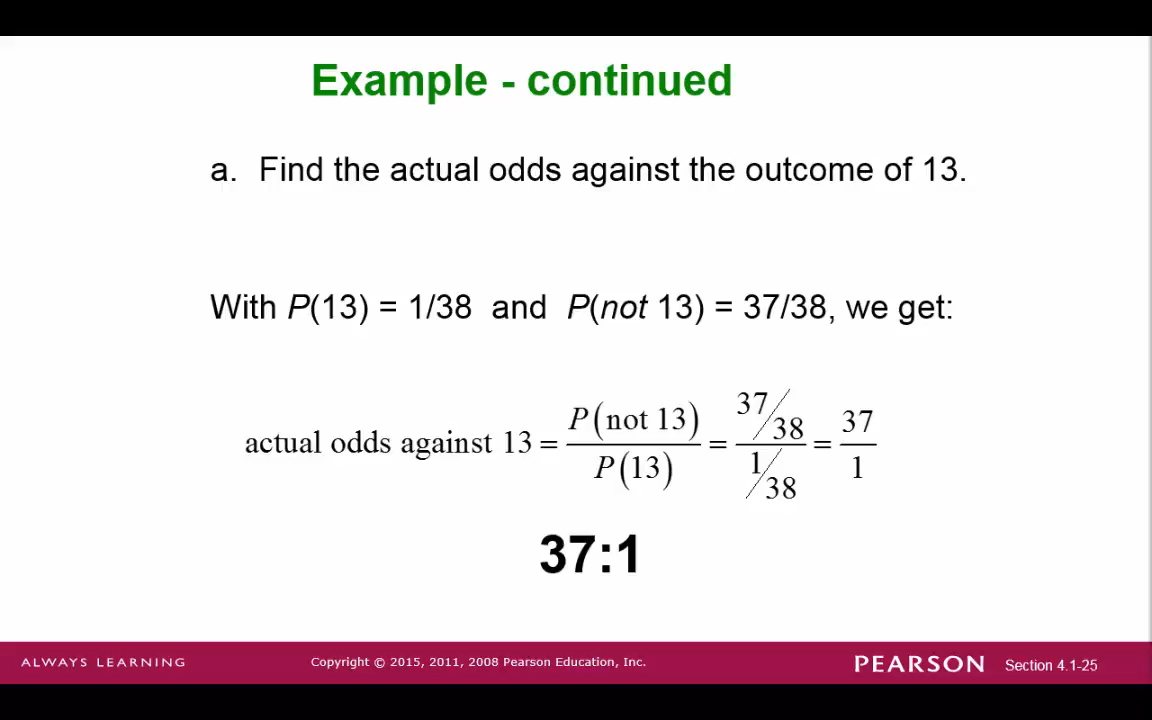 Example - continued
a. Find the actual odds against the outcome of 13.
With P(13) = 1/38 and P(not 13) = 37/38, we get:
actual odds against 13 = P(not 13)/P(13) = (37/38)/(1/38) = 37/1
37:1
ALWAYS LEARNING Copyright © 2015, 2011, 2008 Pearson Education, Inc. PEARSON Section 4.1-25